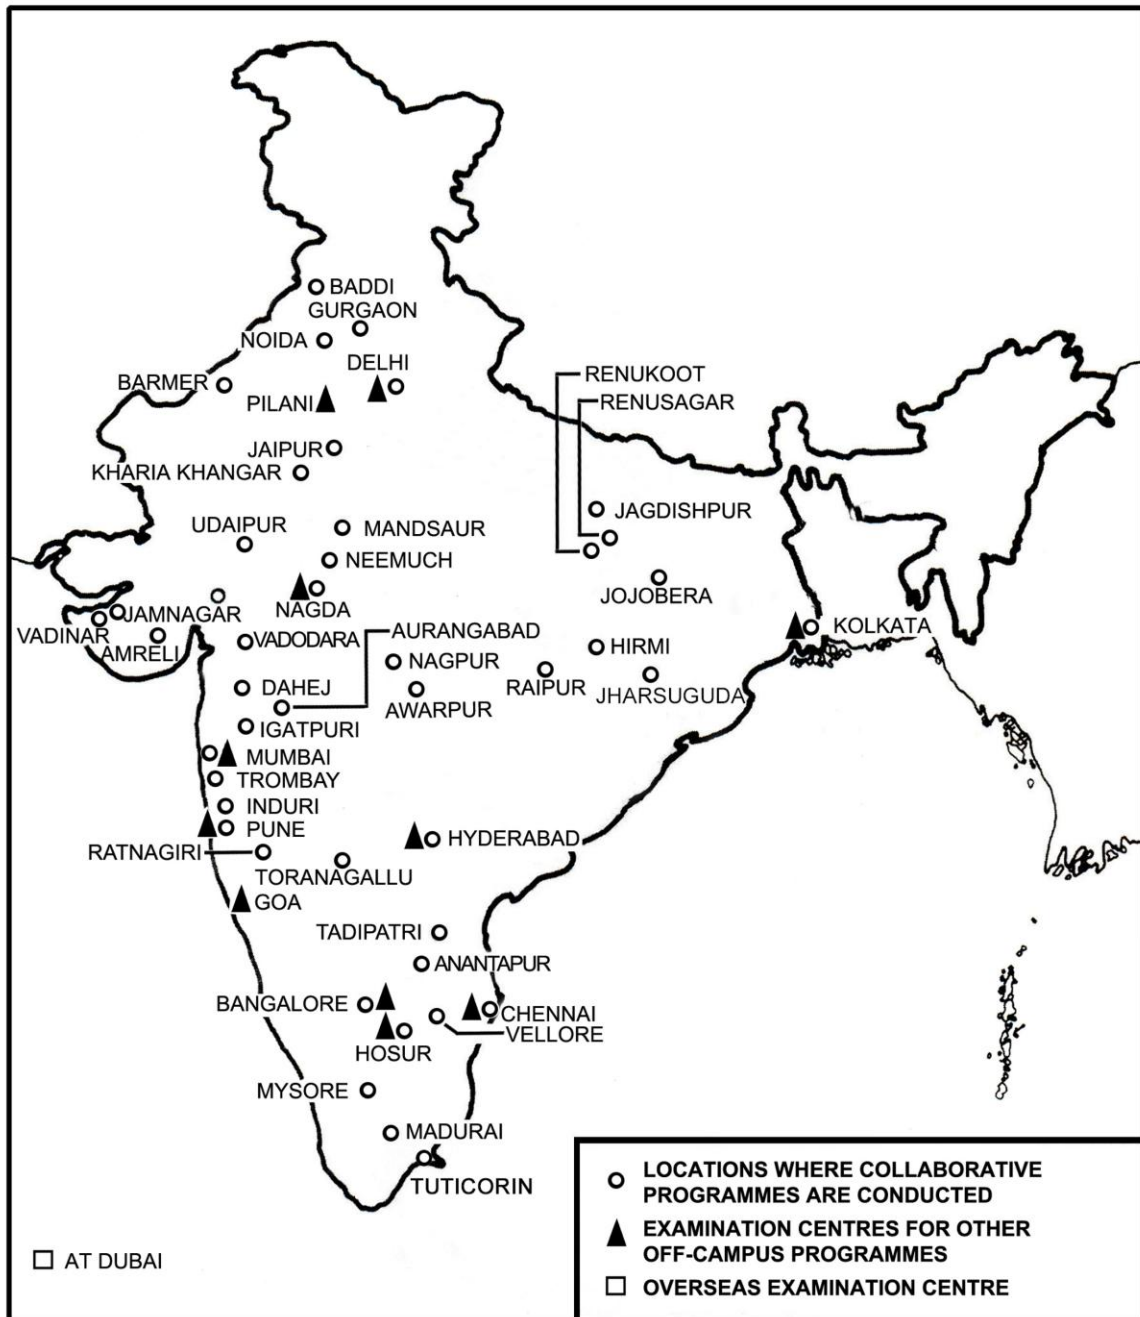 BADDI
GURGAON
NOIDA
DELHI
BARMER
PILANI
RENUKOOT
RENUSAGAR
JAIPUR
KHARIA KHANGAR
JAGDISHPUR
UDAIPUR
MANDSAUR
NEEMUCH
NAGDA
JOJOBERA
JAMNAGAR
VADINAR
AMRELI
VADODARA
AURANGABAD
KOLKATA
HIRMI
NAGPUR
RAIPUR
JHARSUGUDA
DAHEJ
AWARPUR
IGATPURI
MUMBAI
TROMBAY
INDURI
PUNE
HYDERABAD
RATNAGIRI
TORANAGALLU
GOA
TADIPATRI
ANANTAPUR
BANGALORE
CHENNAI
VELLORE
HOSUR
MYSORE
MADURAI
TUTICORIN
AT DUBAI
LOCATIONS WHERE COLLABORATIVE
PROGRAMMES ARE CONDUCTED
EXAMINATION CENTRES FOR OTHER
OFF-CAMPUS PROGRAMMES
OVERSEAS EXAMINATION CENTRE